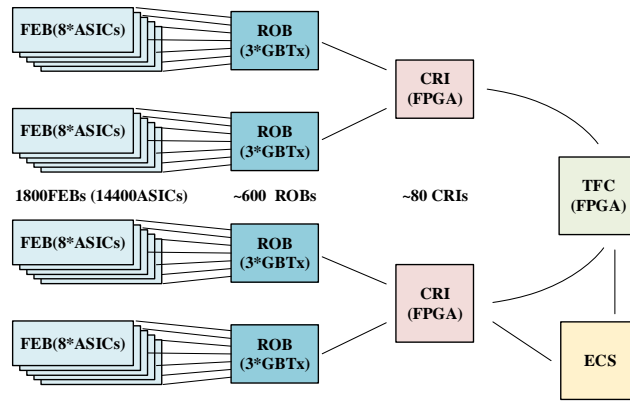 FEB(8*ASICs)
ROB
(3*GBTx)
CRI
(FPGA)
FEB(8*ASICs)
ROB
(3*GBTx)
1800FEBs (14400ASICs)
~600 ROBs
~80 CRIs
TFC
(FPGA)
FEB(8*ASICs)
ROB
(3*GBTx)
CRI
(FPGA)
FEB(8*ASICs)
ROB
(3*GBTx)
ECS